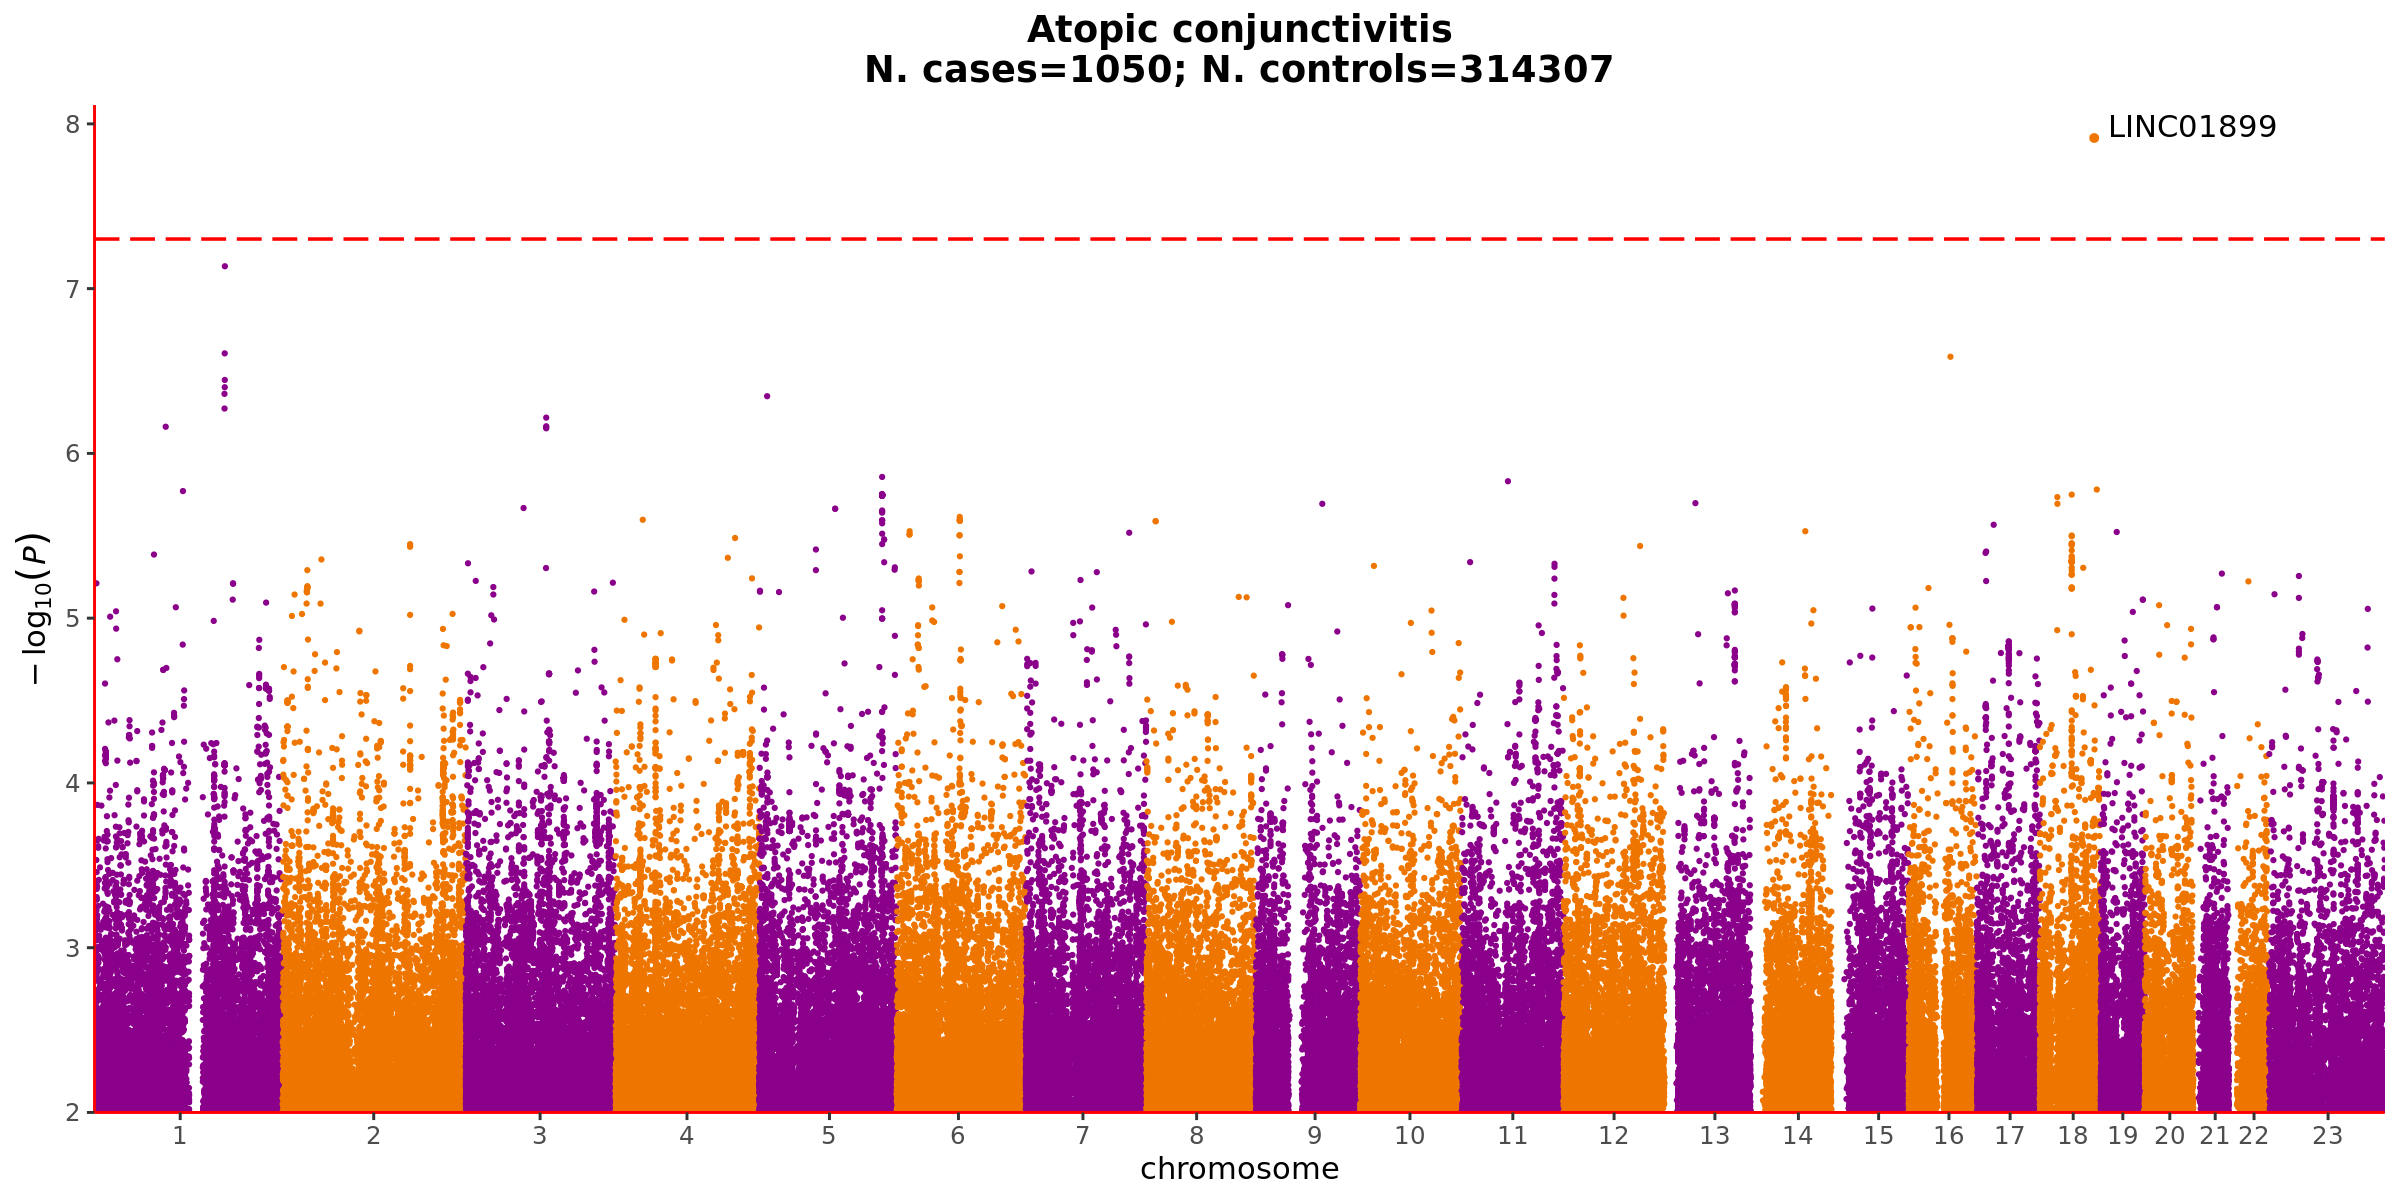 Atopic conjunctivitis
N. cases=1050; N. controls=314307
8
LINC01899
7
6
5
4
3
2
− log10(P)
1 2 3 4 5 6 7 8 9 10 11 12 13 14 15 16 17 18 19 20 21 22 23
chromosome